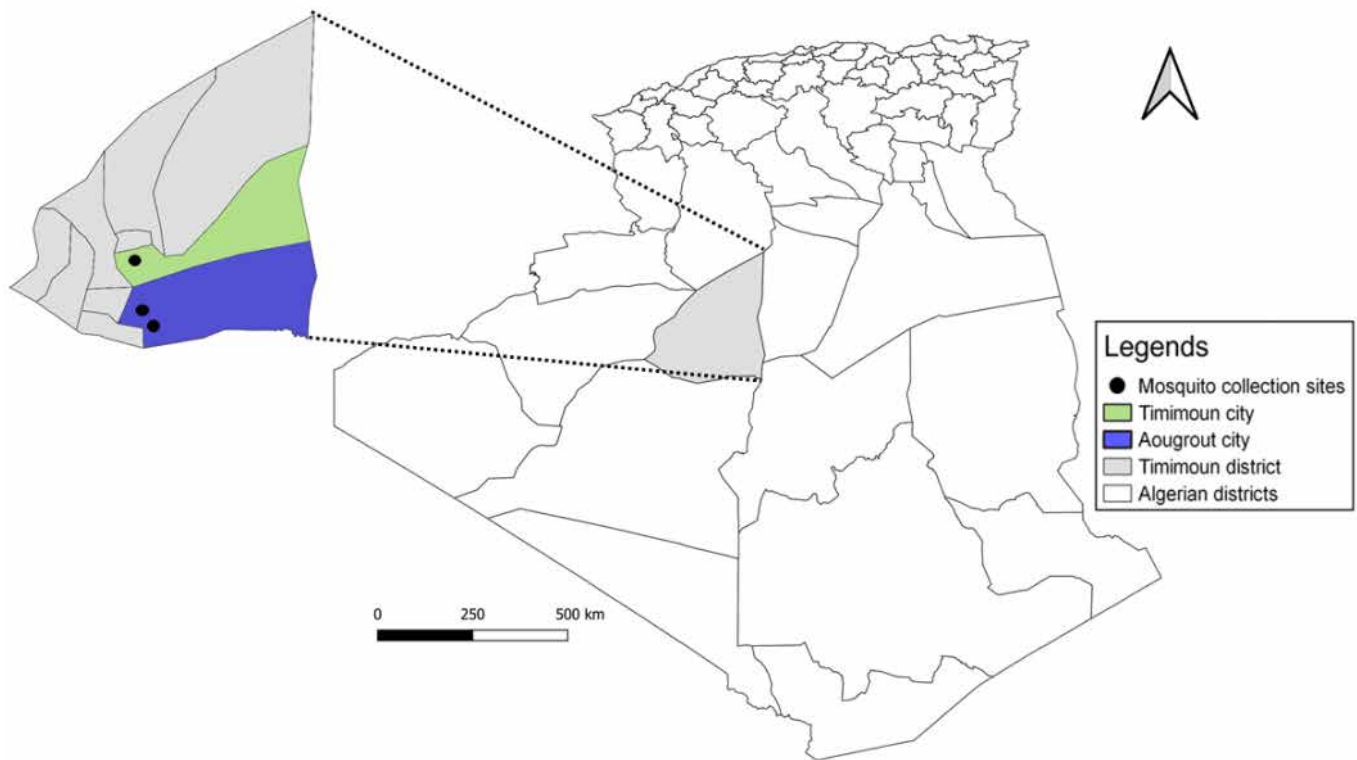 Legends
Mosquito collection sites
Timimoun city
Aougrout city
Timimoun district
Algerian districts
0 250 500 km